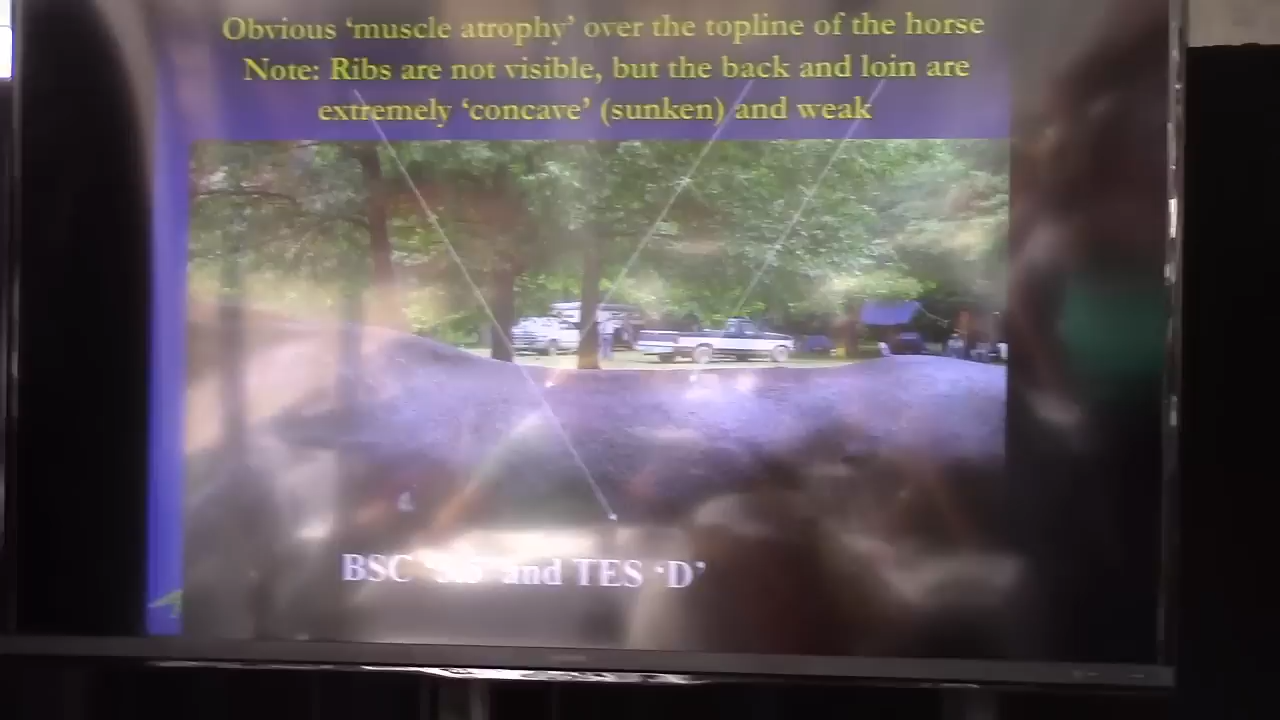 Obvious ‘muscle atrophy’ over the topline of the horse
Note: Ribs are not visible, but the back and loin are
extremely ‘concave’ (sunken) and weak
BSC and TES ‘D’